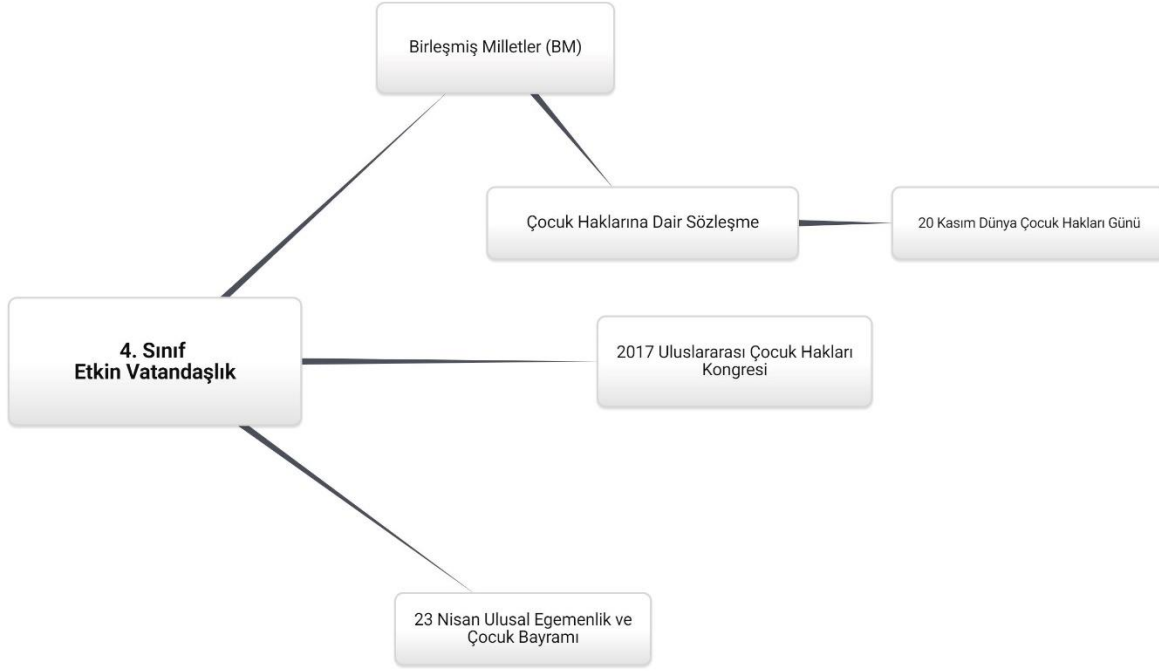 Birleşmiş Milletler (BM)
Çocuk Haklarına Dair Sözleşme
20 Kasım Dünya Çocuk Hakları Günü
4. Sınıf
Etkin Vatandaşlık
2017 Uluslararası Çocuk Hakları
Kongresi
23 Nisan Ulusal Egemenlik ve
Çocuk Bayramı